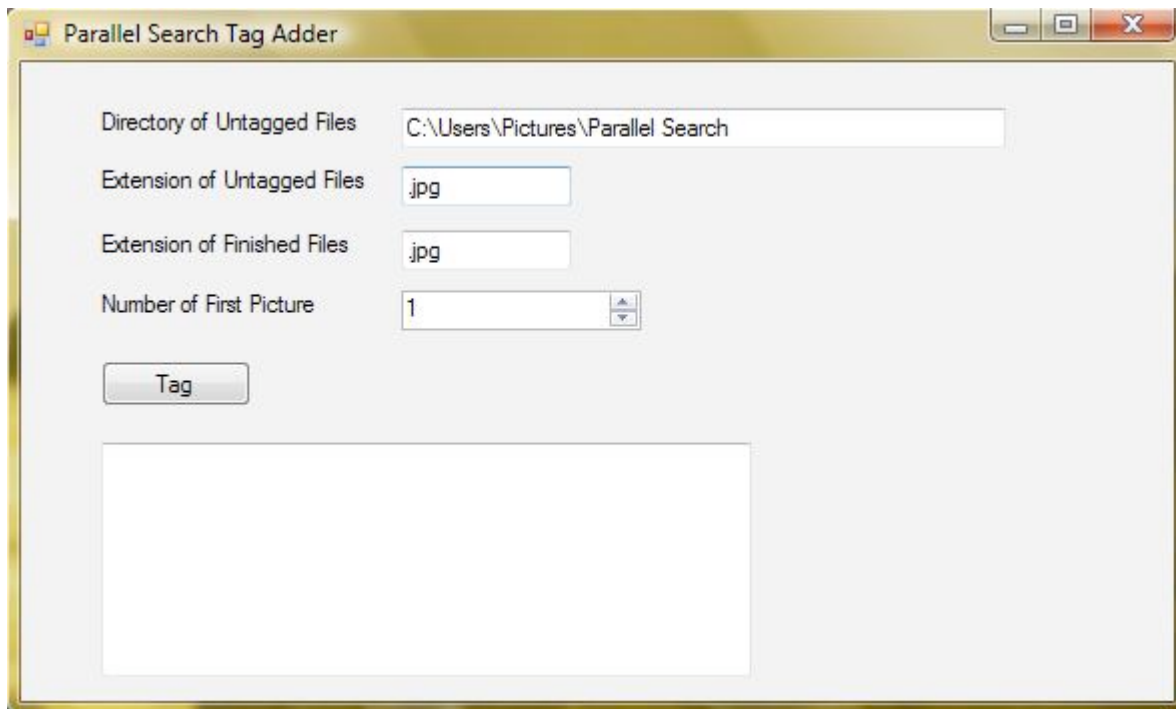 Parallel Search Tag Adder
Directory of Untagged Files C:\Users\Pictures\Parallel Search
Extension of Untagged Files .jpg
Extension of Finished Files .jpg
Number of First Picture 1
Tag